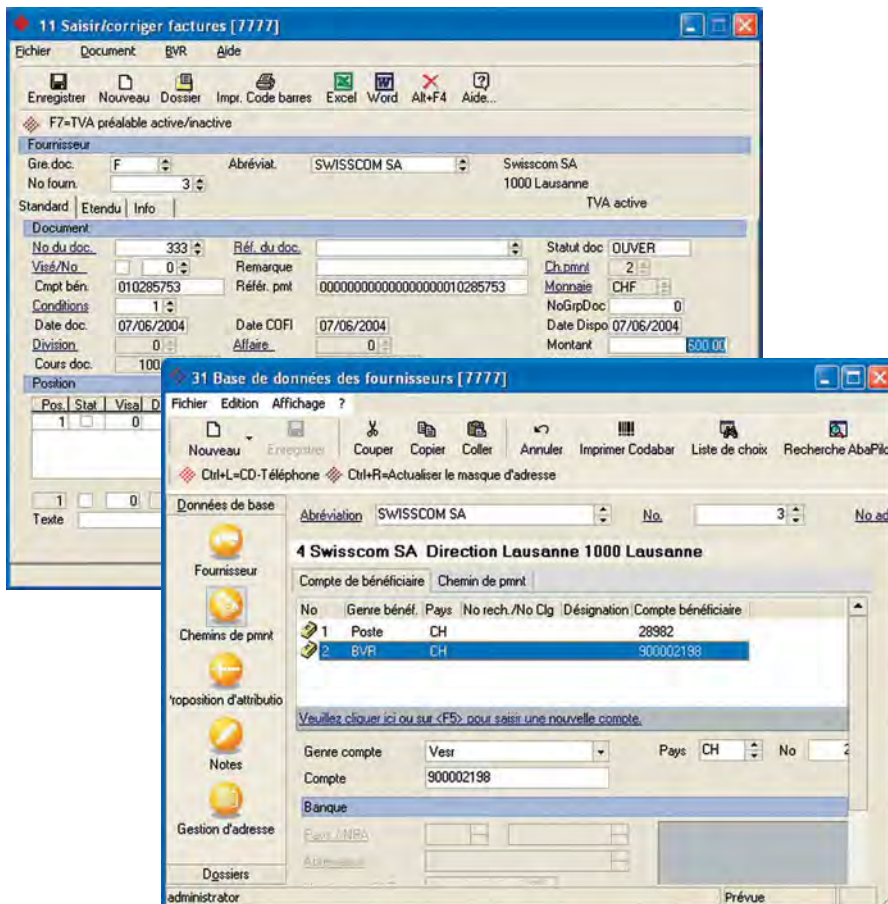 11 Saisir/corriger factures [7777]
Fichier Document BVR Aide
Enregistrer Nouveau Dossier Impr. Code barres Excel Word Alt+F4 Aide...
F7=TVA préalable active/inactive
Fournisseur
Gre.doc. F Abréviat. SWISSCOM SA Swisscom SA
No fourn. 3 1000 Lausanne
TVA active
Standard Etendu Info
Document
No du doc. 333 Réf. du doc. Statut doc OUVER
Visé/No 0 Remarque Ch.pmnt 2
Cmpt bén. 010285753 Référ. pmt 000000000000000000010285753 Monnaie CHF
Conditions 1 NoGrpDoc 0
Date doc. 07/06/2004 Date COFI 07/06/2004 Date Dispo 07/06/2004
Division 0 Affaire 0 Montant 600.00
Cours doc. 100
Position
Pos. Stat Visa D
1 0
1 0
Texte
31 Base de données des fournisseurs [7777]
Fichier Edition Affichage ?
Nouveau Enregistrer Couper Copier Coller Annuler Imprimer Codabar Liste de choix Recherche AbaPilo
Ctrl+L=CD-Téléphone Ctrl+R=Actualiser le masque d'adresse
Données de base
Fournisseur
Chemins de pmnt
roposition d'attributio
Notes
Gestion d'adresse
Dossiers
Abréviation SWISSCOM SA No. 3 No ad
4 Swisscom SA Direction Lausanne 1000 Lausanne
Compte de bénéficiaire Chemin de pmnt
No Genre bénéf. Pays No rech./No Clg Désignation Compte bénéficiaire
1 Poste CH 28982
2 BVR CH 900002198
Veuillez cliquer ici ou sur <F5> pour saisir une nouvelle compte.
Genre compte Vesr Pays CH No 2
Compte 900002198
Banque
administrator Prévue